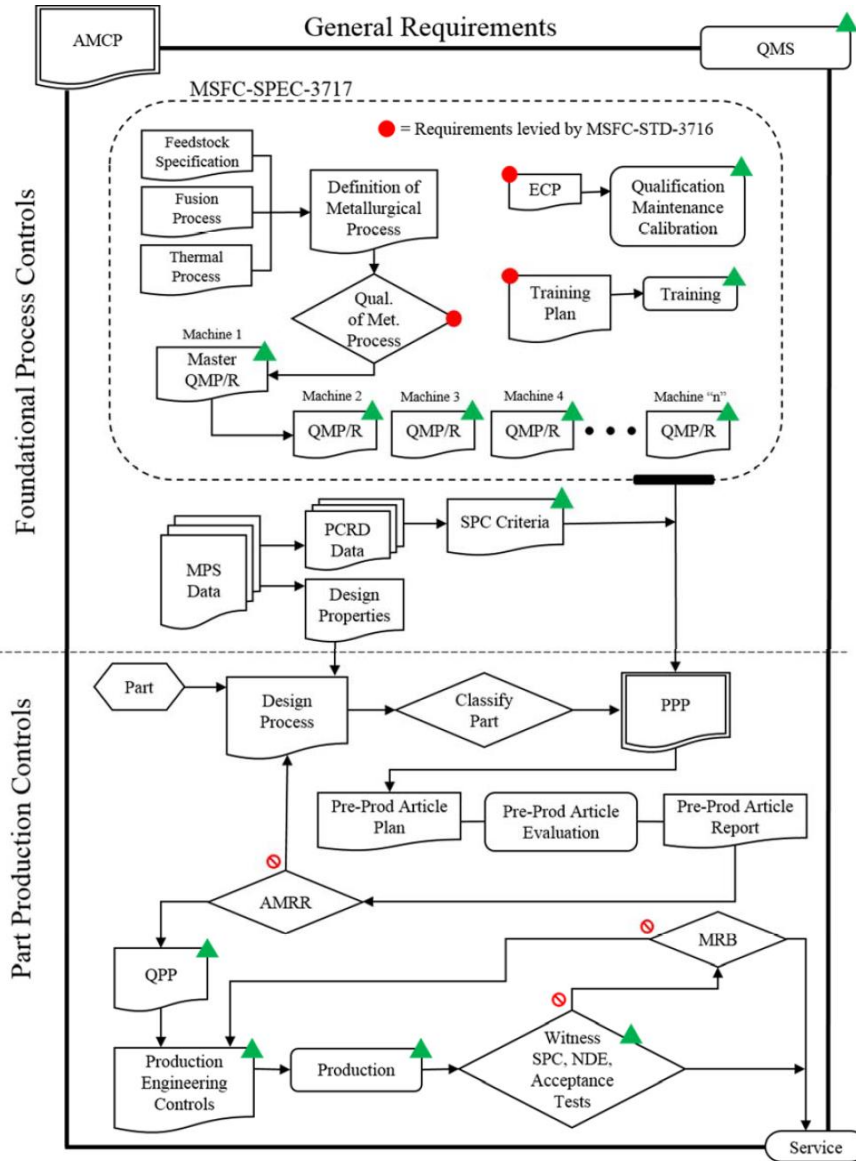 General Requirements
AMCP
QMS
Foundational Process Controls
MSFC-SPEC-3717
= Requirements levied by MSFC-STD-3716
Feedstock
Specification
Fusion
Process
Thermal
Process
Definition of
Metallurgical
Process
ECP
Qualification
Maintenance
Calibration
Qual.
of Met.
Process
Training
Plan
Training
Machine 1
Master
QMP/R
Machine 2
QMP/R
Machine 3
QMP/R
Machine 4
QMP/R
Machine “n”
QMP/R
MPS
Data
PCRD
Data
SPC Criteria
Design
Properties
Part Production Controls
Part
Design
Process
Classify
Part
PPP
Pre-Prod Article
Plan
Pre-Prod Article
Evaluation
Pre-Prod Article
Report
AMRR
MRB
QPP
Production
Engineering
Controls
Production
Witness
SPC, NDE,
Acceptance
Tests
Service